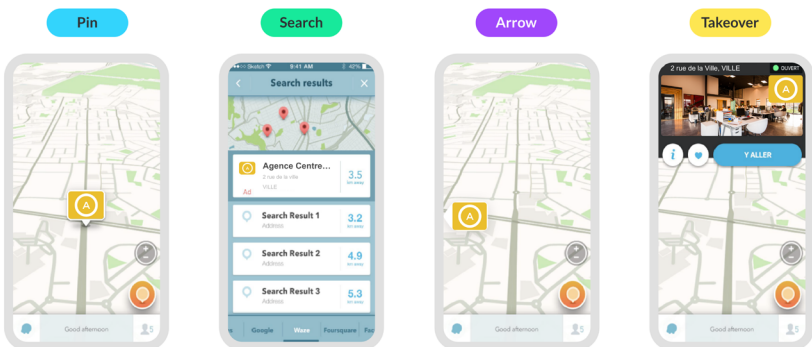 Pin
Search
Arrow
Takeover
A
Good afternoon
5
Sketch
9:41 AM
42%
Search results
A
Agence Centre...
2 rue de la ville
VILLE
Ad
3.5
km away
Search Result 1
Address
3.2
km away
Search Result 2
Address
4.9
km away
Search Result 3
Address
5.3
km away
Google
Waze
Foursquare
A
Good afternoon
5
2 rue de la Ville, VILLE
OUVERT
A
i
Y ALLER
Good afternoon
5